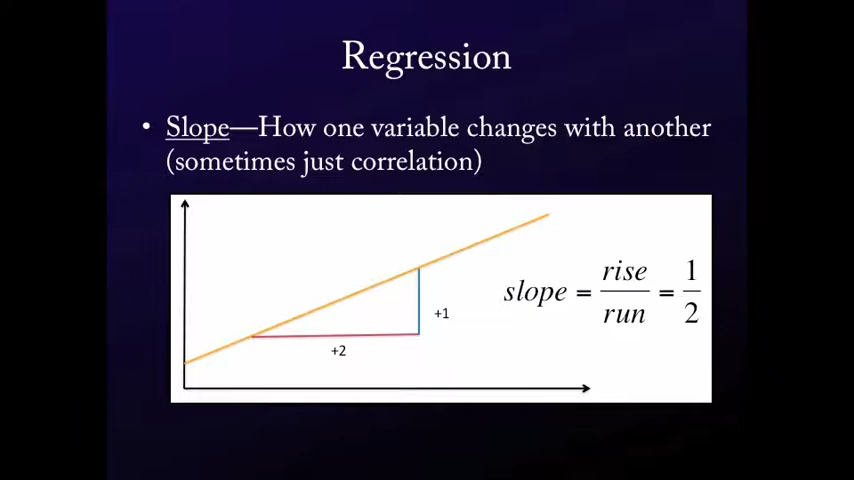 Regression
• Slope—How one variable changes with another
(sometimes just correlation)
slope = rise/run = 1/2
+1
+2